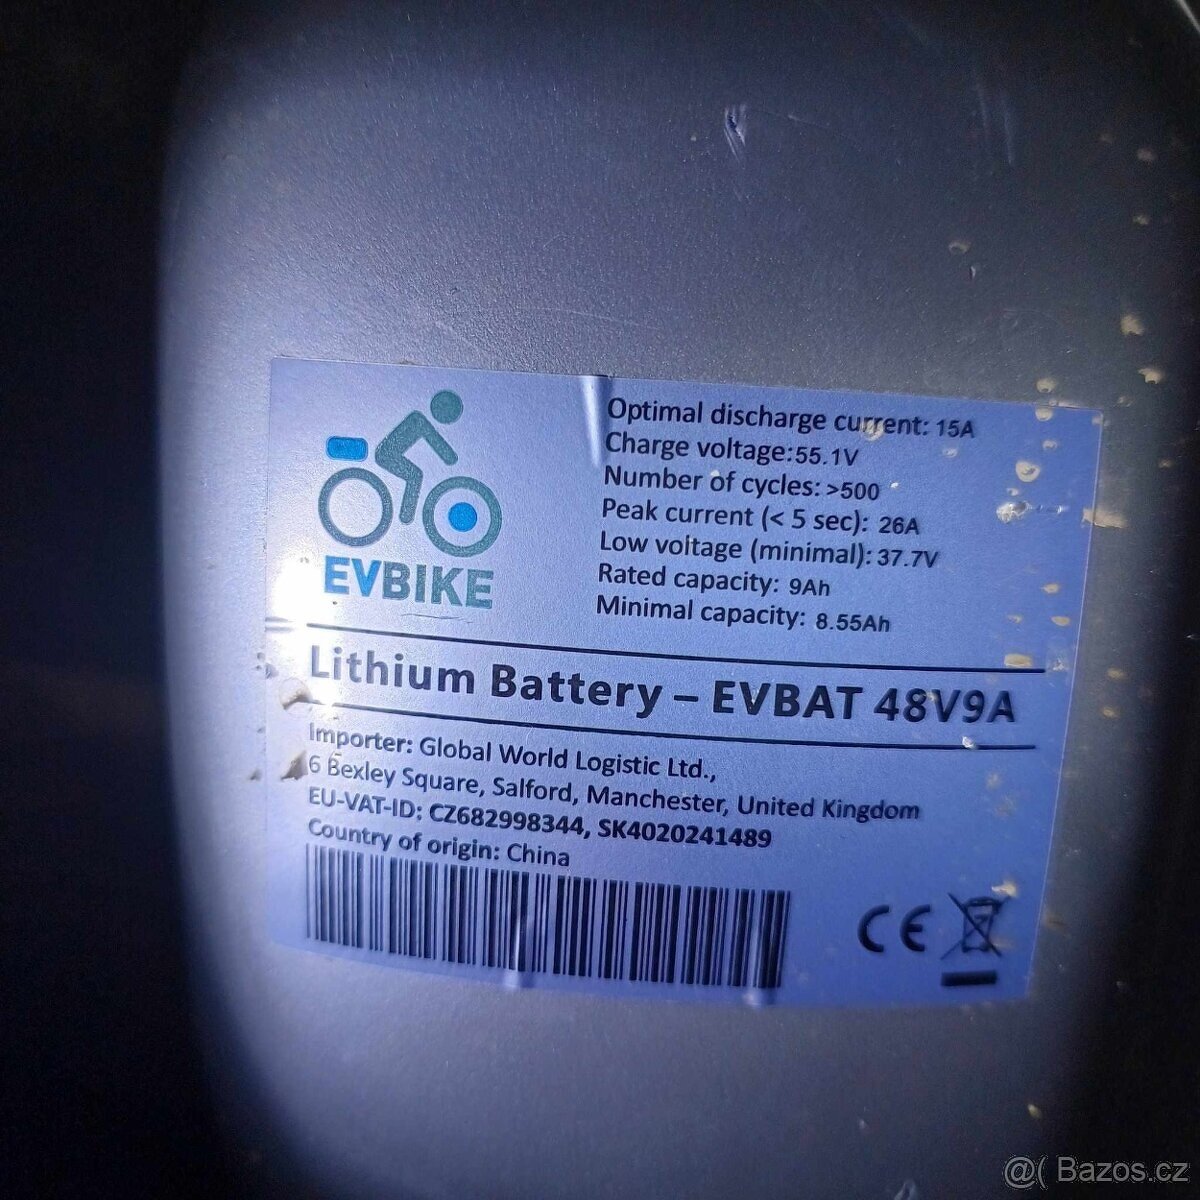 Optimal discharge current: 15A
Charge voltage:55.1V
Number of cycles: >500
Peak current (< 5 sec): 26A
Low voltage (minimal): 37.7V
Rated capacity: 9Ah
Minimal capacity: 8.55Ah
EVBIKE
Lithium Battery – EVBAT 48V9A
Importer: Global World Logistic Ltd.,
6 Bexley Square, Salford, Manchester, United Kingdom
EU-VAT-ID: CZ682998344, SK4020241489
Country of origin: China
CE
@( Bazos.cz